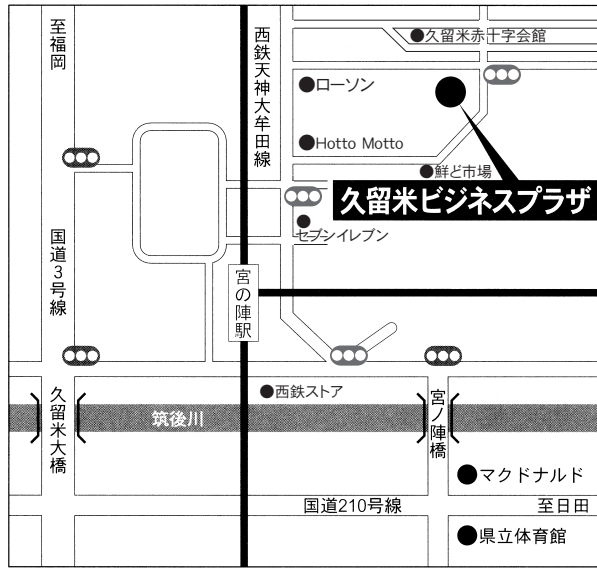 至福岡
西鉄天神大牟田線
久留米赤十字会館
ローソン
Hotto Motto
鮮ど市場
久留米ビジネスプラザ
セブンイレブン
国道3号線
宮の陣駅
西鉄ストア
久留米大橋
筑後川
宮ノ陣橋
マクドナルド
国道210号線
至日田
県立体育館